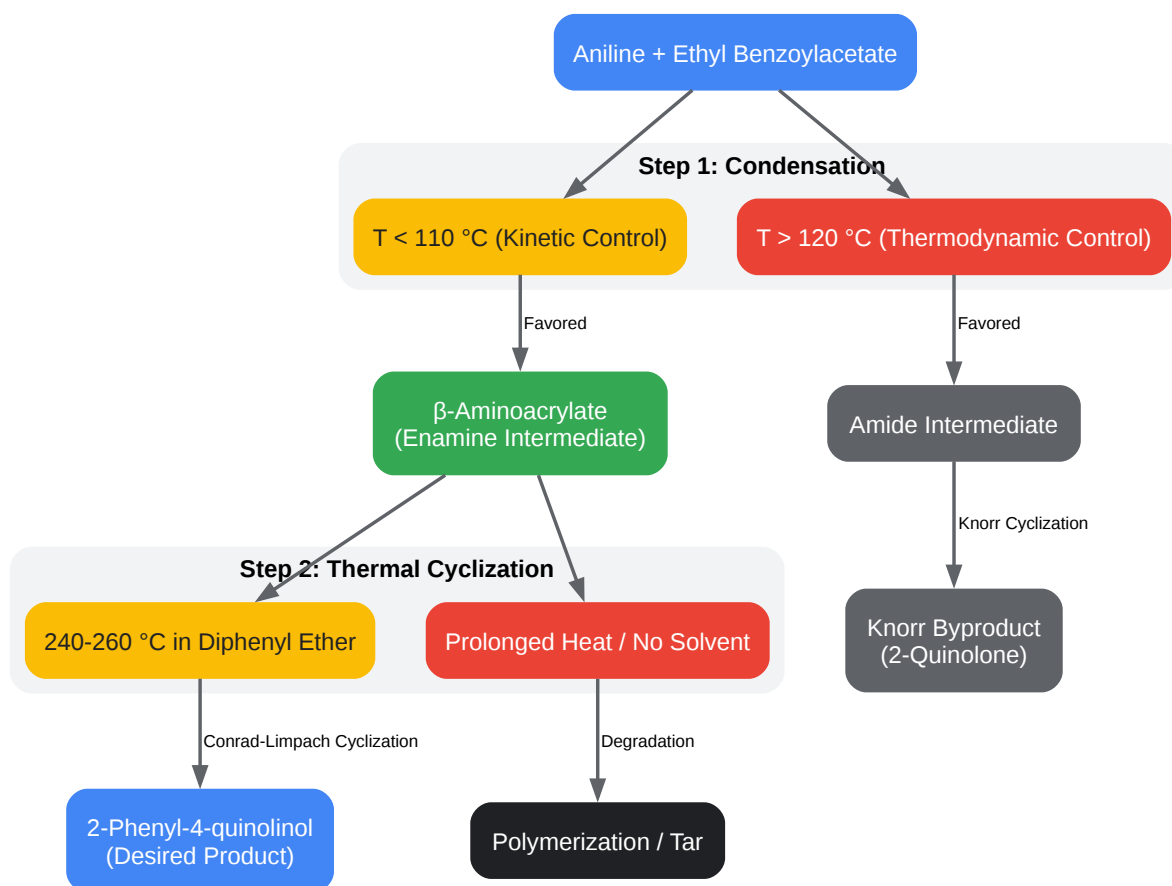 Aniline + Ethyl Benzoylacetate
Step 1: Condensation
T < 110 °C (Kinetic Control)
T > 120 °C (Thermodynamic Control)
Favored
Favored
β-Aminoacrylate
(Enamine Intermediate)
Amide Intermediate
Knorr Cyclization
Step 2: Thermal Cyclization
240-260 °C in Diphenyl Ether
Prolonged Heat / No Solvent
Knorr Byproduct
(2-Quinolone)
Conrad-Limpach Cyclization
Degradation
2-Phenyl-4-quinolinol
(Desired Product)
Polymerization / Tar